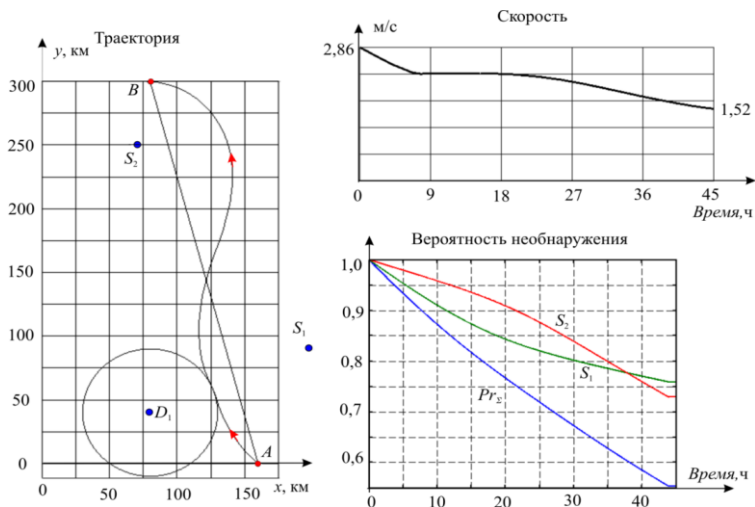 Траектория
y, км
300
250
200
150
100
50
0
0
50
100
150
x, км
B
S₂
S₁
D₁
A
Скорость
м/с
2,86
1,52
0
9
18
27
36
45
Время,ч
Вероятность необнаружения
1,0
0,9
0,8
0,7
0,6
S₂
S₁
Pr_Σ
0
10
20
30
40
Время,ч